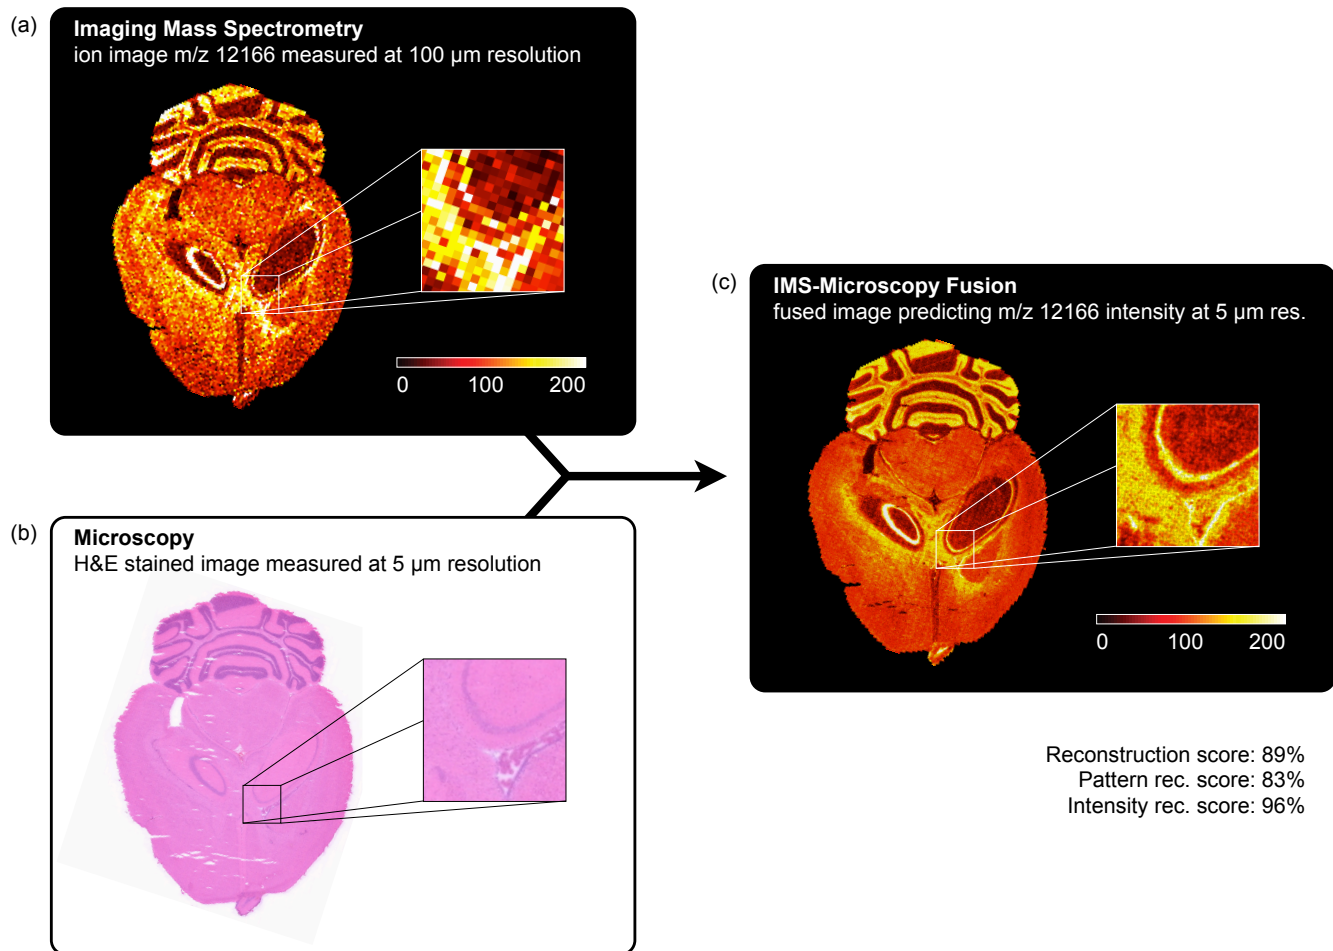 (a)
Imaging Mass Spectrometry
ion image m/z 12166 measured at 100 µm resolution
0 100 200
(b)
Microscopy
H&E stained image measured at 5 µm resolution
(c)
IMS-Microscopy Fusion
fused image predicting m/z 12166 intensity at 5 µm res.
0 100 200
Reconstruction score: 89%
Pattern rec. score: 83%
Intensity rec. score: 96%